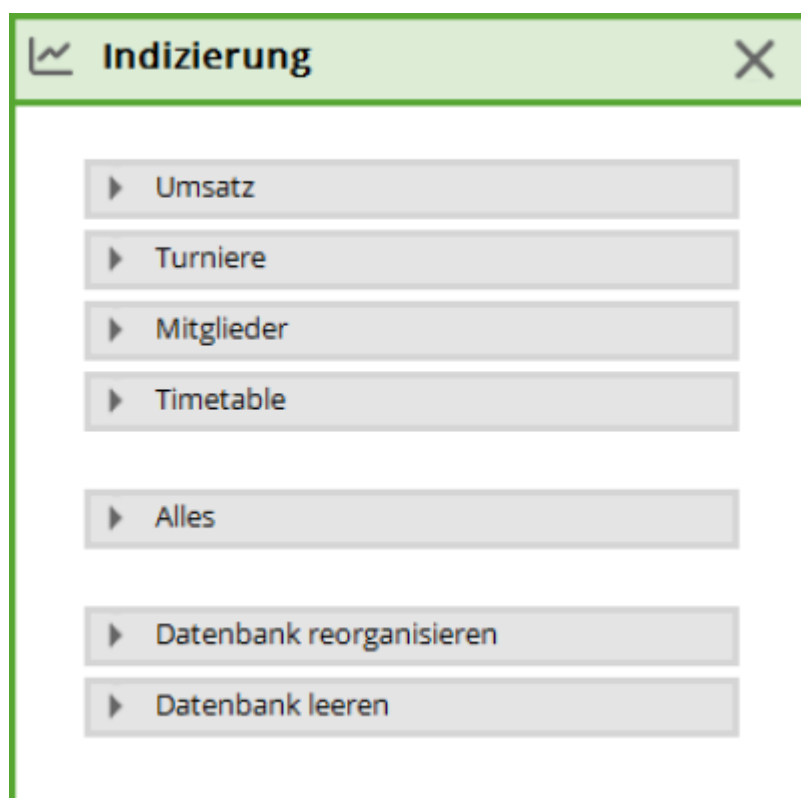 Indizierung
Umsatz
Turniere
Mitglieder
Timetable
Alles
Datenbank reorganisieren
Datenbank leeren